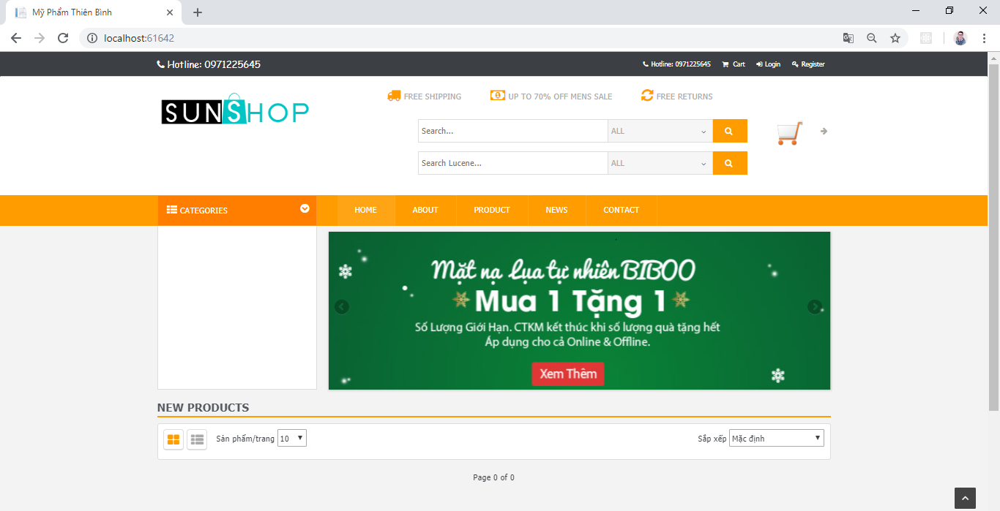 Mỹ Phẩm Thiên Bình
localhost:61642
Hotline: 0971225645
Hotline: 0971225645 Cart Login Register
SUNSHOP
FREE SHIPPING UP TO 70% OFF MENS SALE FREE RETURNS
Search... ALL
Search Lucene... ALL
CATEGORIES HOME ABOUT PRODUCT NEWS CONTACT
Mặt nạ lụa tự nhiên BIBOO
Mua 1 Tặng 1
Số Lượng Giới Hạn. CTKM kết thúc khi số lượng quà tặng hết
Áp dụng cho cả Online & Offline.
Xem Thêm
NEW PRODUCTS
Sản phẩm/trang 10 Sắp xếp Mặc định
Page 0 of 0